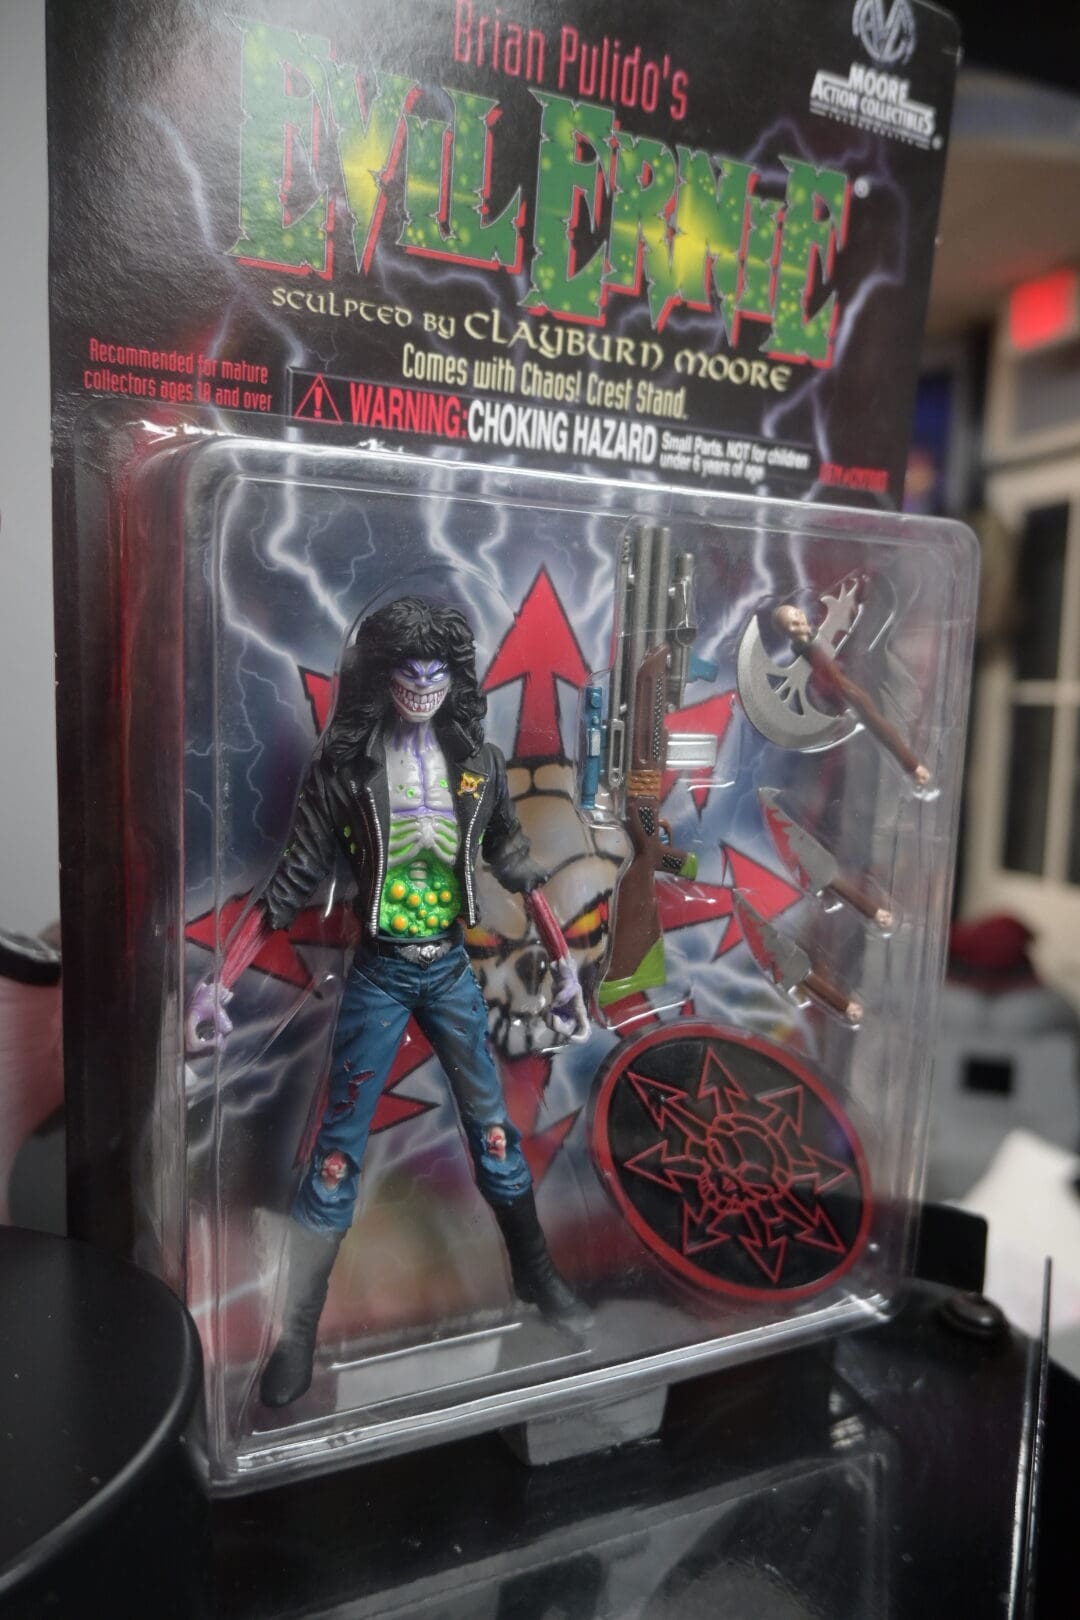 Brian Pulido's
MOORE
ACTION COLLECTIBLES
INCORPORATED
EVIL ERNIE®
SCULPTED BY CLAYBURN MOORE
Comes with Chaos! Crest Stand.
Recommended for mature
collectors ages 18 and over
WARNING: CHOKING HAZARD
Small Parts. NOT for children
under 6 years of age